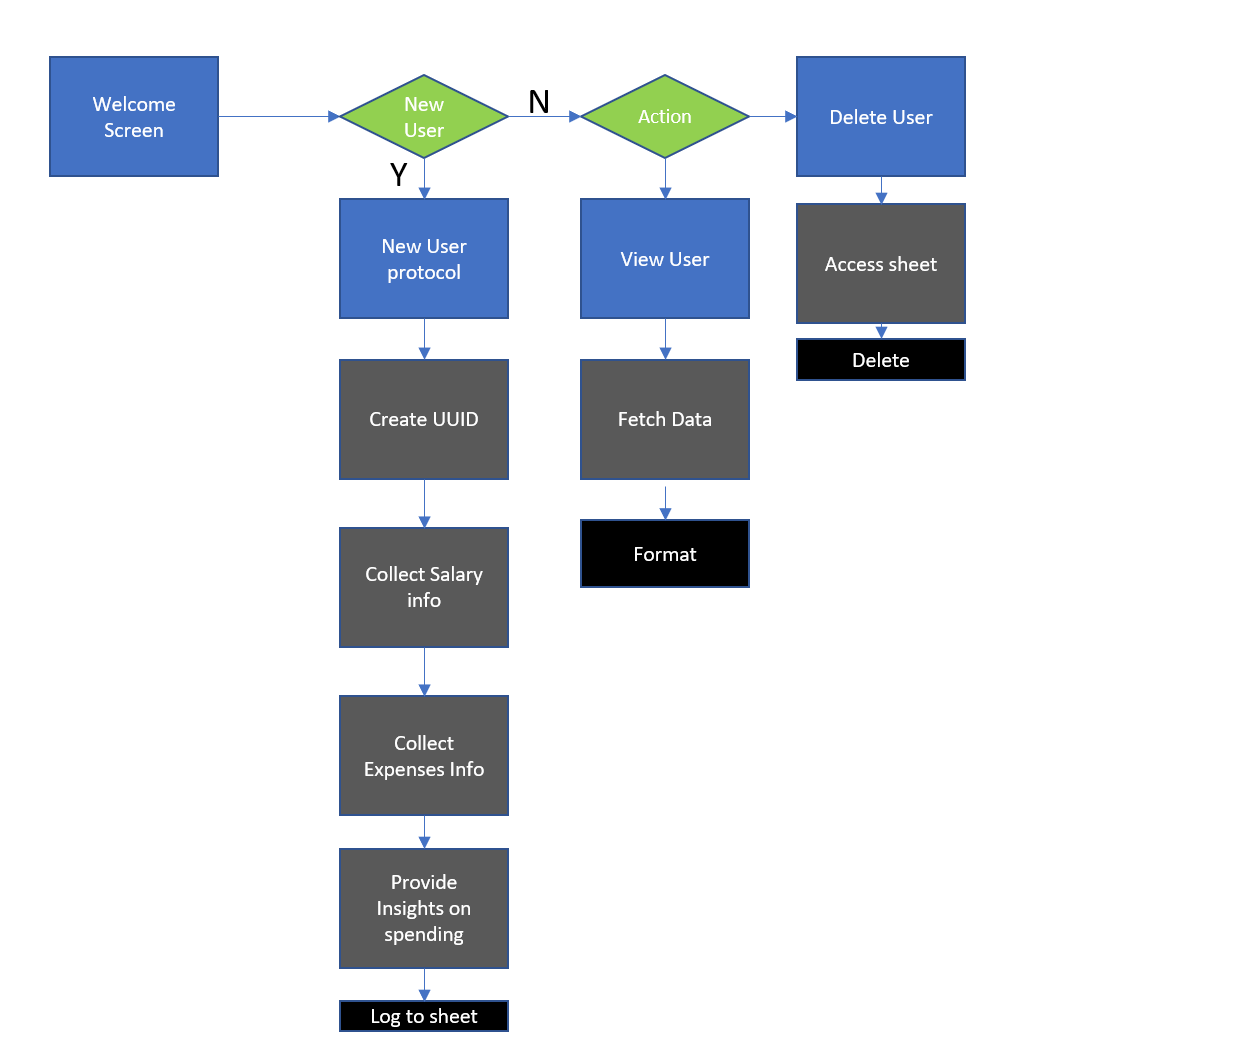 Welcome
Screen
New
User
N
Action
Delete User
Y
New User
protocol
View User
Access sheet
Delete
Create UUID
Fetch Data
Format
Collect Salary
info
Collect
Expenses Info
Provide
Insights on
spending
Log to sheet